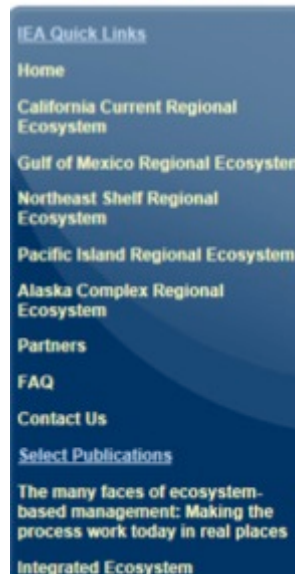 IEA Quick Links
Home
California Current Regional
Ecosystem
Gulf of Mexico Regional Ecosystem
Northeast Shelf Regional
Ecosystem
Pacific Island Regional Ecosystem
Alaska Complex Regional
Ecosystem
Partners
FAQ
Contact Us
Select Publications
The many faces of ecosystem-
based management: Making the
process work today in real places
Integrated Ecosystem